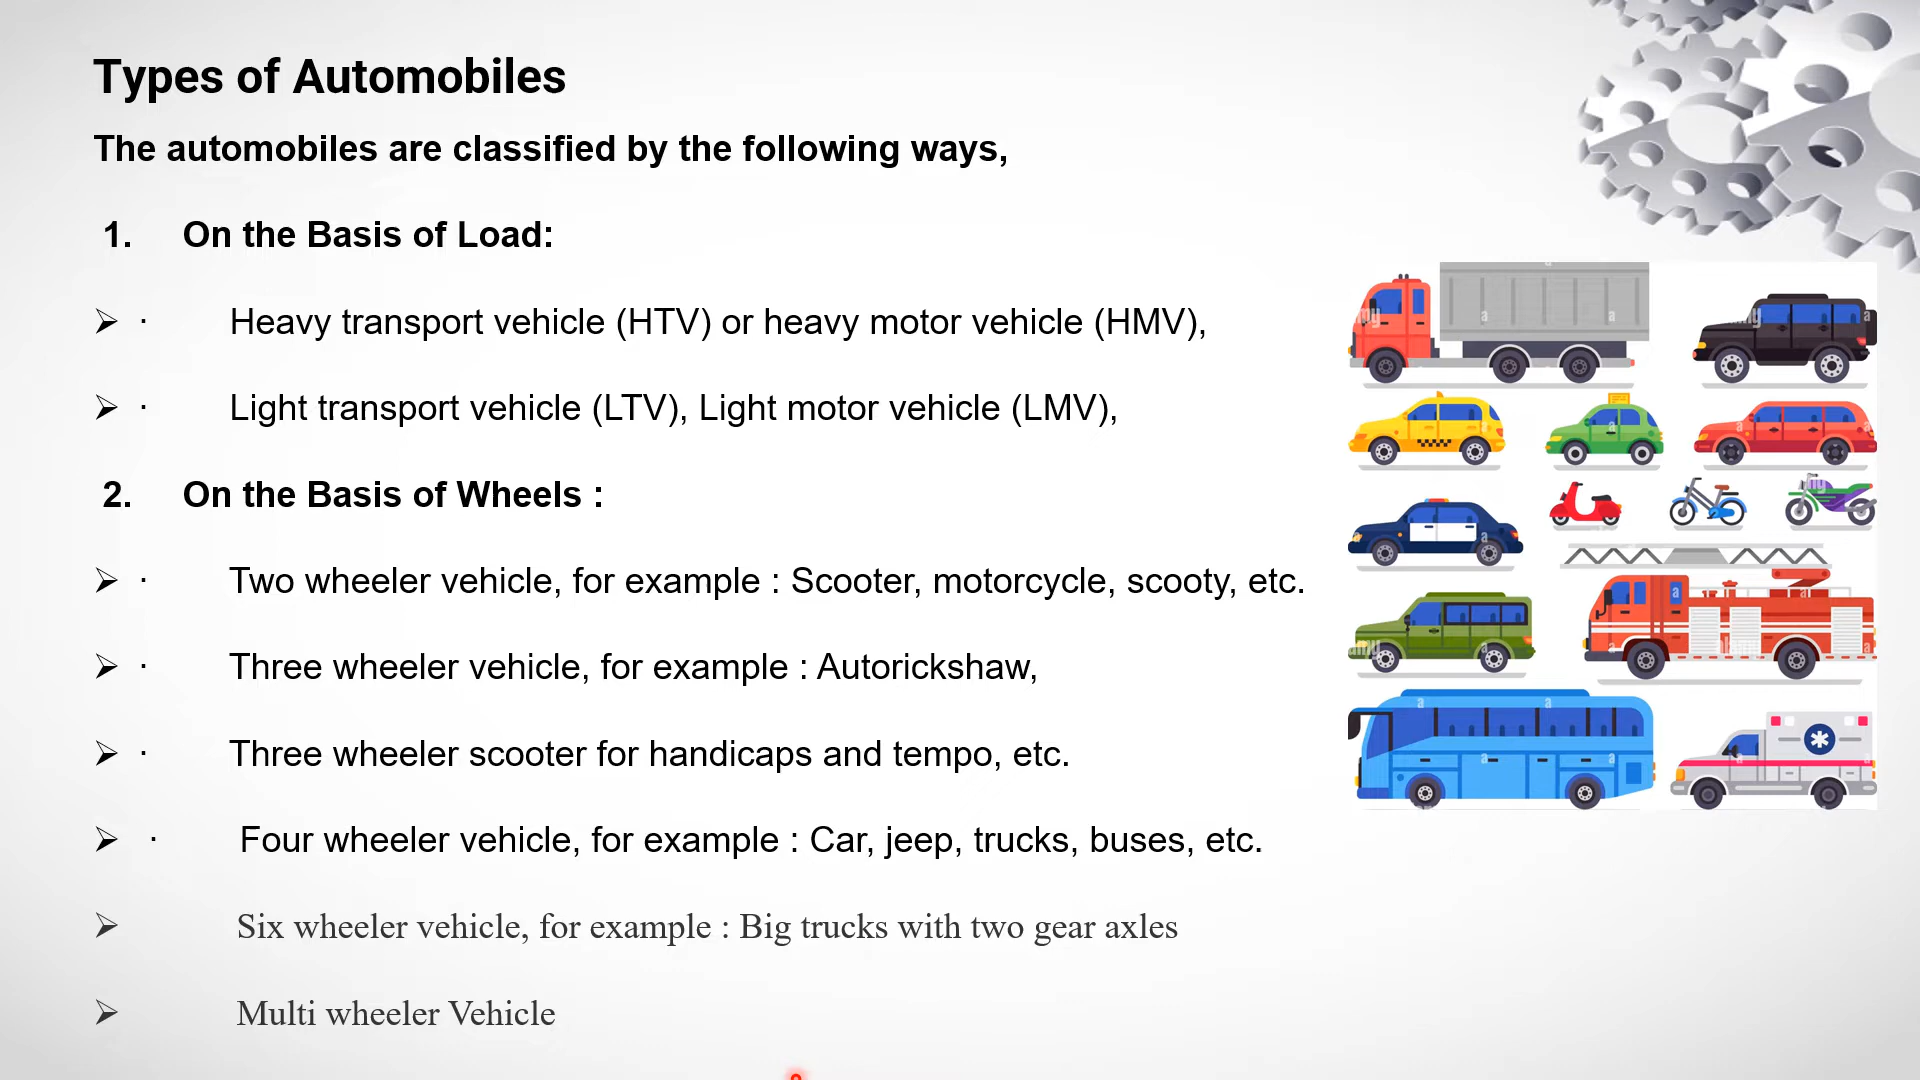 Types of Automobiles
The automobiles are classified by the following ways,
1. On the Basis of Load:
➢ · Heavy transport vehicle (HTV) or heavy motor vehicle (HMV),
➢ · Light transport vehicle (LTV), Light motor vehicle (LMV),
2. On the Basis of Wheels :
➢ · Two wheeler vehicle, for example : Scooter, motorcycle, scooty, etc.
➢ · Three wheeler vehicle, for example : Autorickshaw,
➢ · Three wheeler scooter for handicaps and tempo, etc.
➢ · Four wheeler vehicle, for example : Car, jeep, trucks, buses, etc.
➢ Six wheeler vehicle, for example : Big trucks with two gear axles
➢ Multi wheeler Vehicle